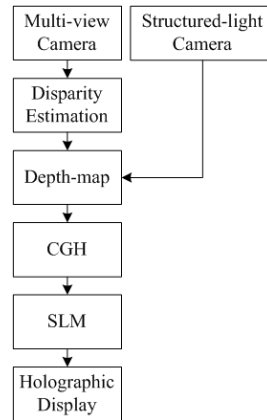 Multi-view
Camera
Structured-light
Camera
Disparity
Estimation
Depth-map
CGH
SLM
Holographic
Display